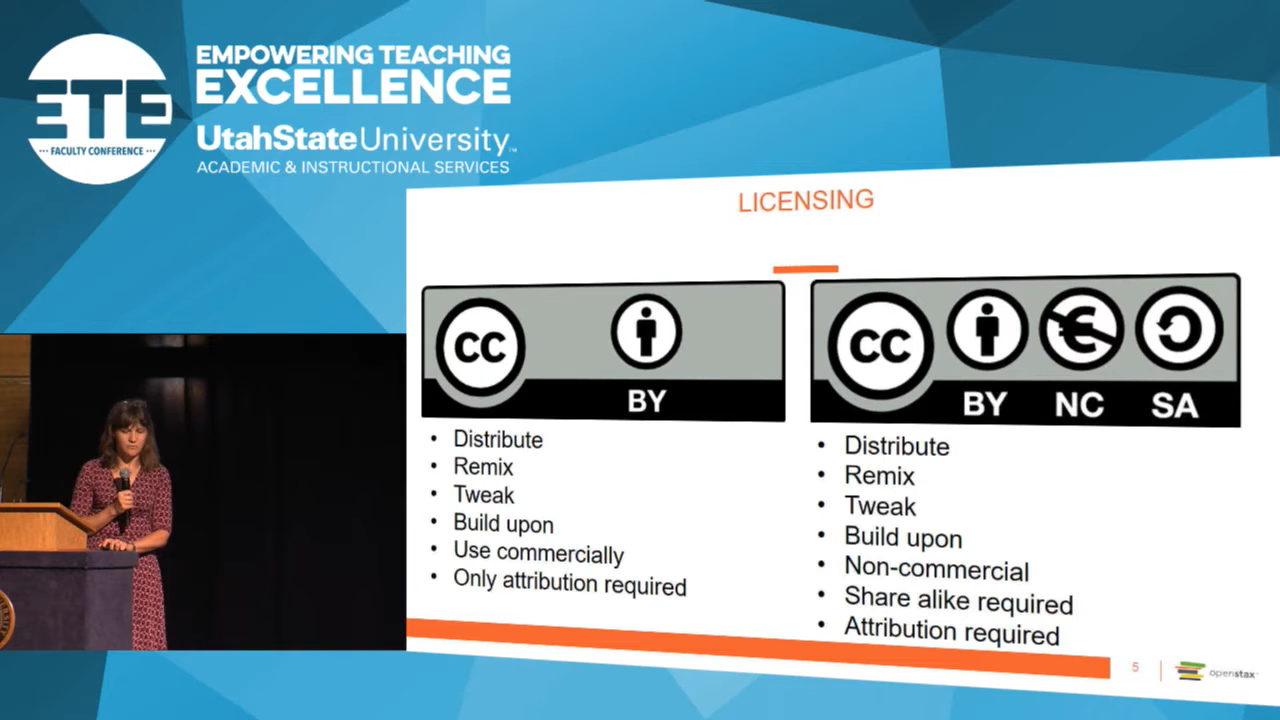 ETE
··· FACULTY CONFERENCE ···
EMPOWERING TEACHING
EXCELLENCE
UtahStateUniversity™
ACADEMIC & INSTRUCTIONAL SERVICES
LICENSING
CC
BY
• Distribute
• Remix
• Tweak
• Build upon
• Use commercially
• Only attribution required
CC
BY NC SA
• Distribute
• Remix
• Tweak
• Build upon
• Non-commercial
• Share alike required
• Attribution required
5
openstax™